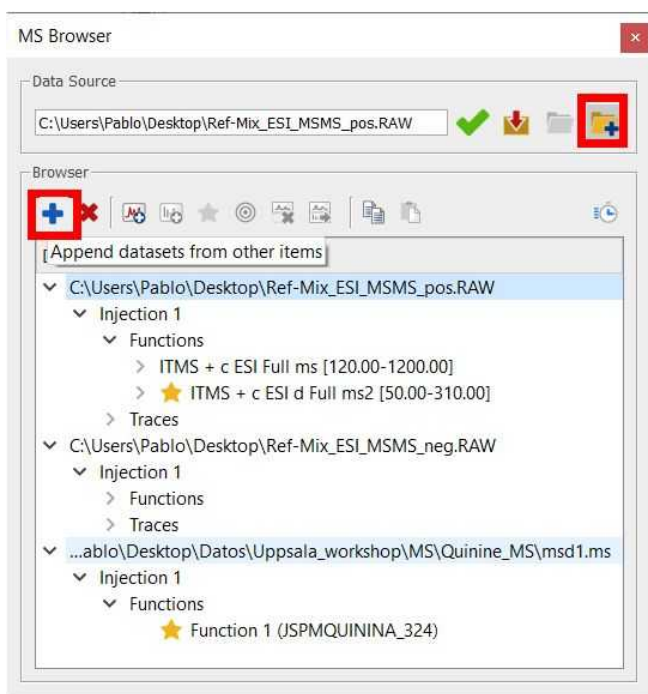 MS Browser
Data Source
C:\Users\Pablo\Desktop\Ref-Mix_ESI_MSMS_pos.RAW
Browser
Append datasets from other items
C:\Users\Pablo\Desktop\Ref-Mix_ESI_MSMS_pos.RAW
Injection 1
Functions
ITMS + c ESI Full ms [120.00-1200.00]
ITMS + c ESI d Full ms2 [50.00-310.00]
Traces
C:\Users\Pablo\Desktop\Ref-Mix_ESI_MSMS_neg.RAW
Injection 1
Functions
Traces
...ablo\Desktop\Datos\Uppsala_workshop\MS\Quinine_MS\msd1.ms
Injection 1
Functions
Function 1 (JSPMQUININA_324)